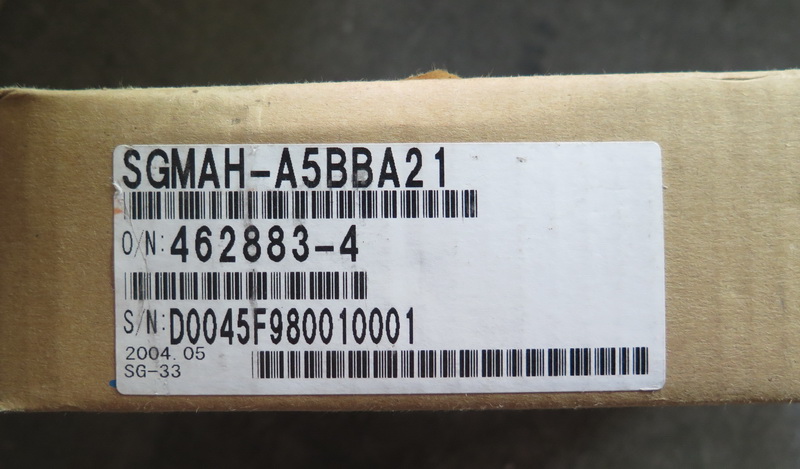 SGMAH-A5BBA21
O/N: 462883-4
S/N: D0045F980010001
2004.05
SG-33